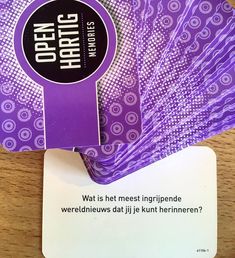 OPEN
HARTIG
MEMORIES
Wat is het meest ingrijpende
wereldnieuws dat jij je kunt herinneren?